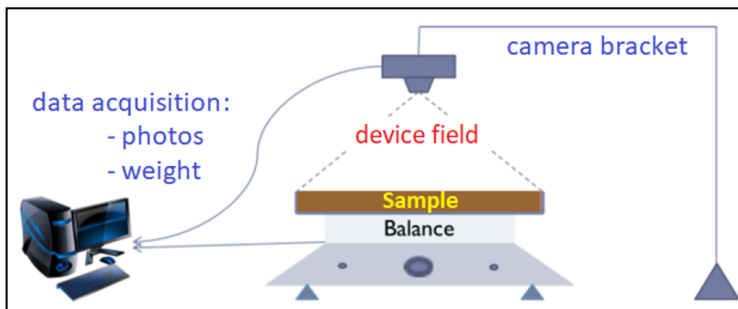 camera bracket
data acquisition:
- photos
- weight
device field
Sample
Balance